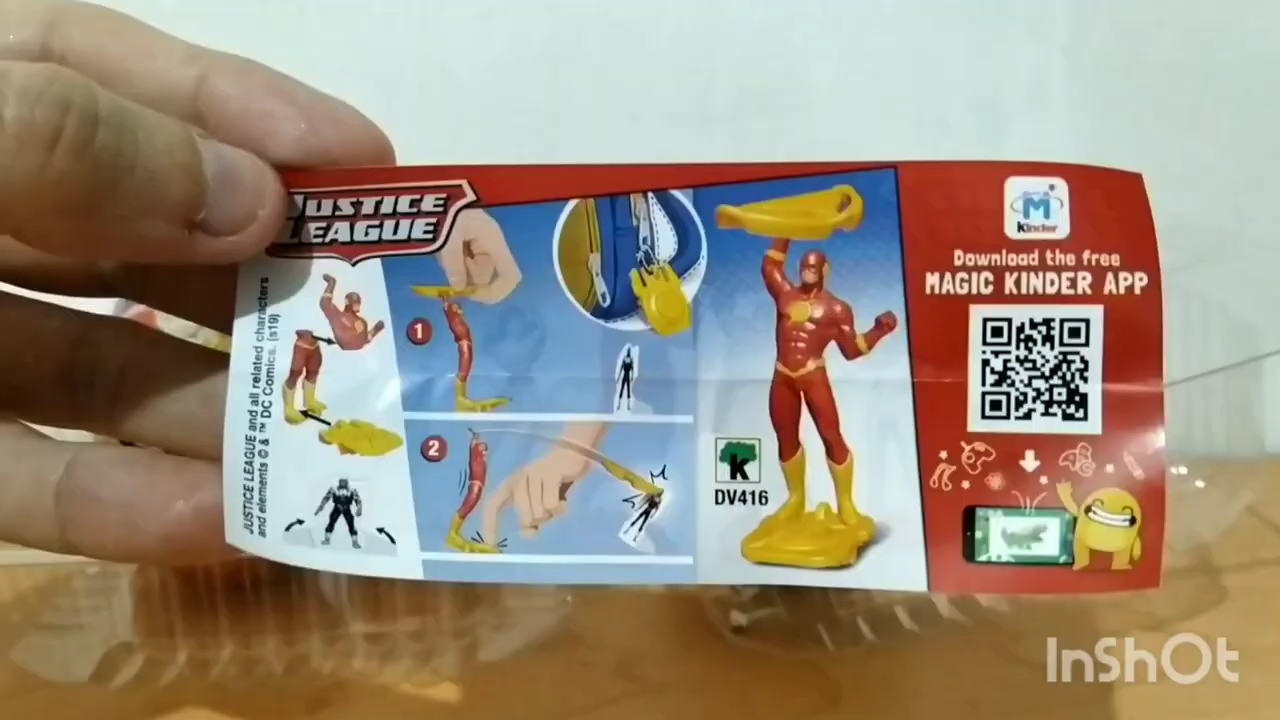 JUSTICE
LEAGUE
JUSTICE LEAGUE and all related characters
and elements © & ™ DC Comics. (s19)
1
2
K
DV416
M
Kinder
Download the free
MAGIC KINDER APP
InShOt